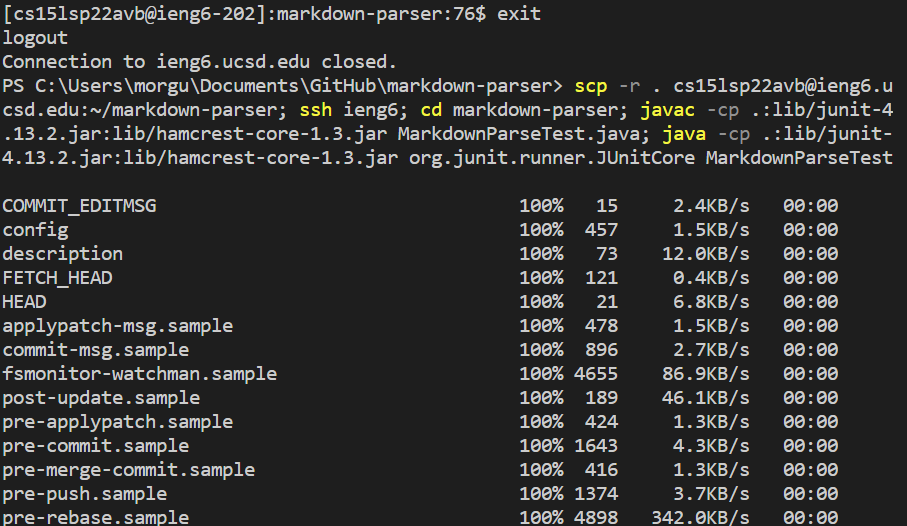 [cs15lsp22avb@ieng6-202]:markdown-parser:76$ exit
logout
Connection to ieng6.ucsd.edu closed.
PS C:\Users\morgu\Documents\GitHub\markdown-parser> scp -r . cs15lsp22avb@ieng6.u
csd.edu:~/markdown-parser; ssh ieng6; cd markdown-parser; javac -cp .:lib/junit-4
.13.2.jar:lib/hamcrest-core-1.3.jar MarkdownParseTest.java; java -cp .:lib/junit-
4.13.2.jar:lib/hamcrest-core-1.3.jar org.junit.runner.JUnitCore MarkdownParseTest
COMMIT_EDITMSG 100% 15 2.4KB/s 00:00
config 100% 457 1.5KB/s 00:00
description 100% 73 12.0KB/s 00:00
FETCH_HEAD 100% 121 0.4KB/s 00:00
HEAD 100% 21 6.8KB/s 00:00
applypatch-msg.sample 100% 478 1.5KB/s 00:00
commit-msg.sample 100% 896 2.7KB/s 00:00
fsmonitor-watchman.sample 100% 4655 86.9KB/s 00:00
post-update.sample 100% 189 46.1KB/s 00:00
pre-applypatch.sample 100% 424 1.3KB/s 00:00
pre-commit.sample 100% 1643 4.3KB/s 00:00
pre-merge-commit.sample 100% 416 1.3KB/s 00:00
pre-push.sample 100% 1374 3.7KB/s 00:00
pre-rebase.sample 100% 4898 342.0KB/s 00:00